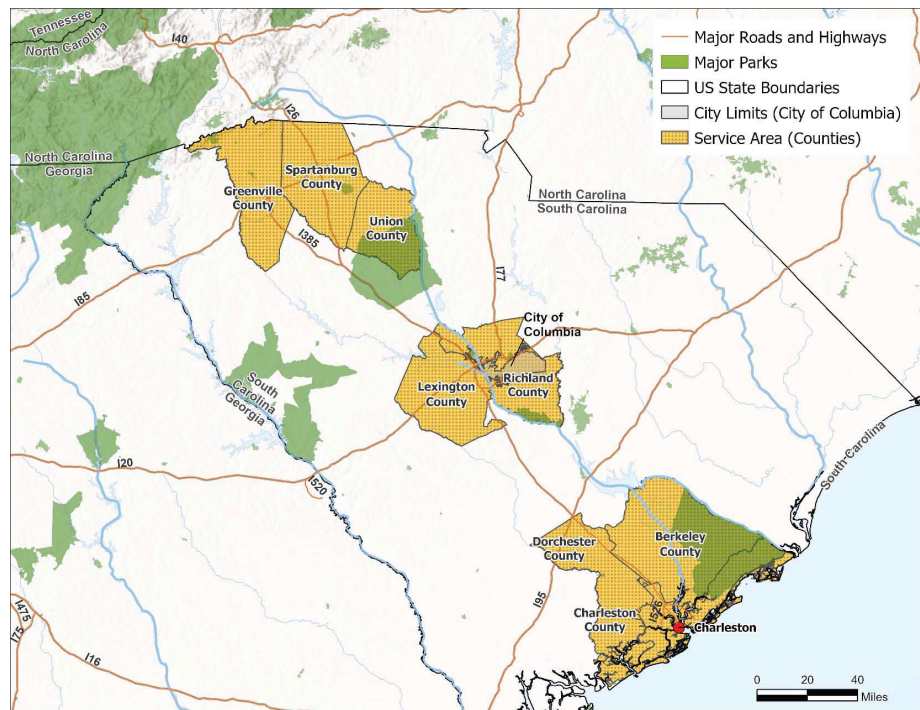 Tennessee
North Carolina
I40
Major Roads and Highways
Major Parks
US State Boundaries
City Limits (City of Columbia)
Service Area (Counties)
I26
North Carolina
Georgia
Spartanburg
County
Greenville
County
Union
County
North Carolina
South Carolina
I385
I77
I85
City of
Columbia
Lexington
County
Richland
County
South
Carolina
Georgia
South Carolina
I20
I520
Dorchester
County
Berkeley
County
I95
Charleston
County
I526
Charleston
I475
I75
I16
0 20 40
Miles